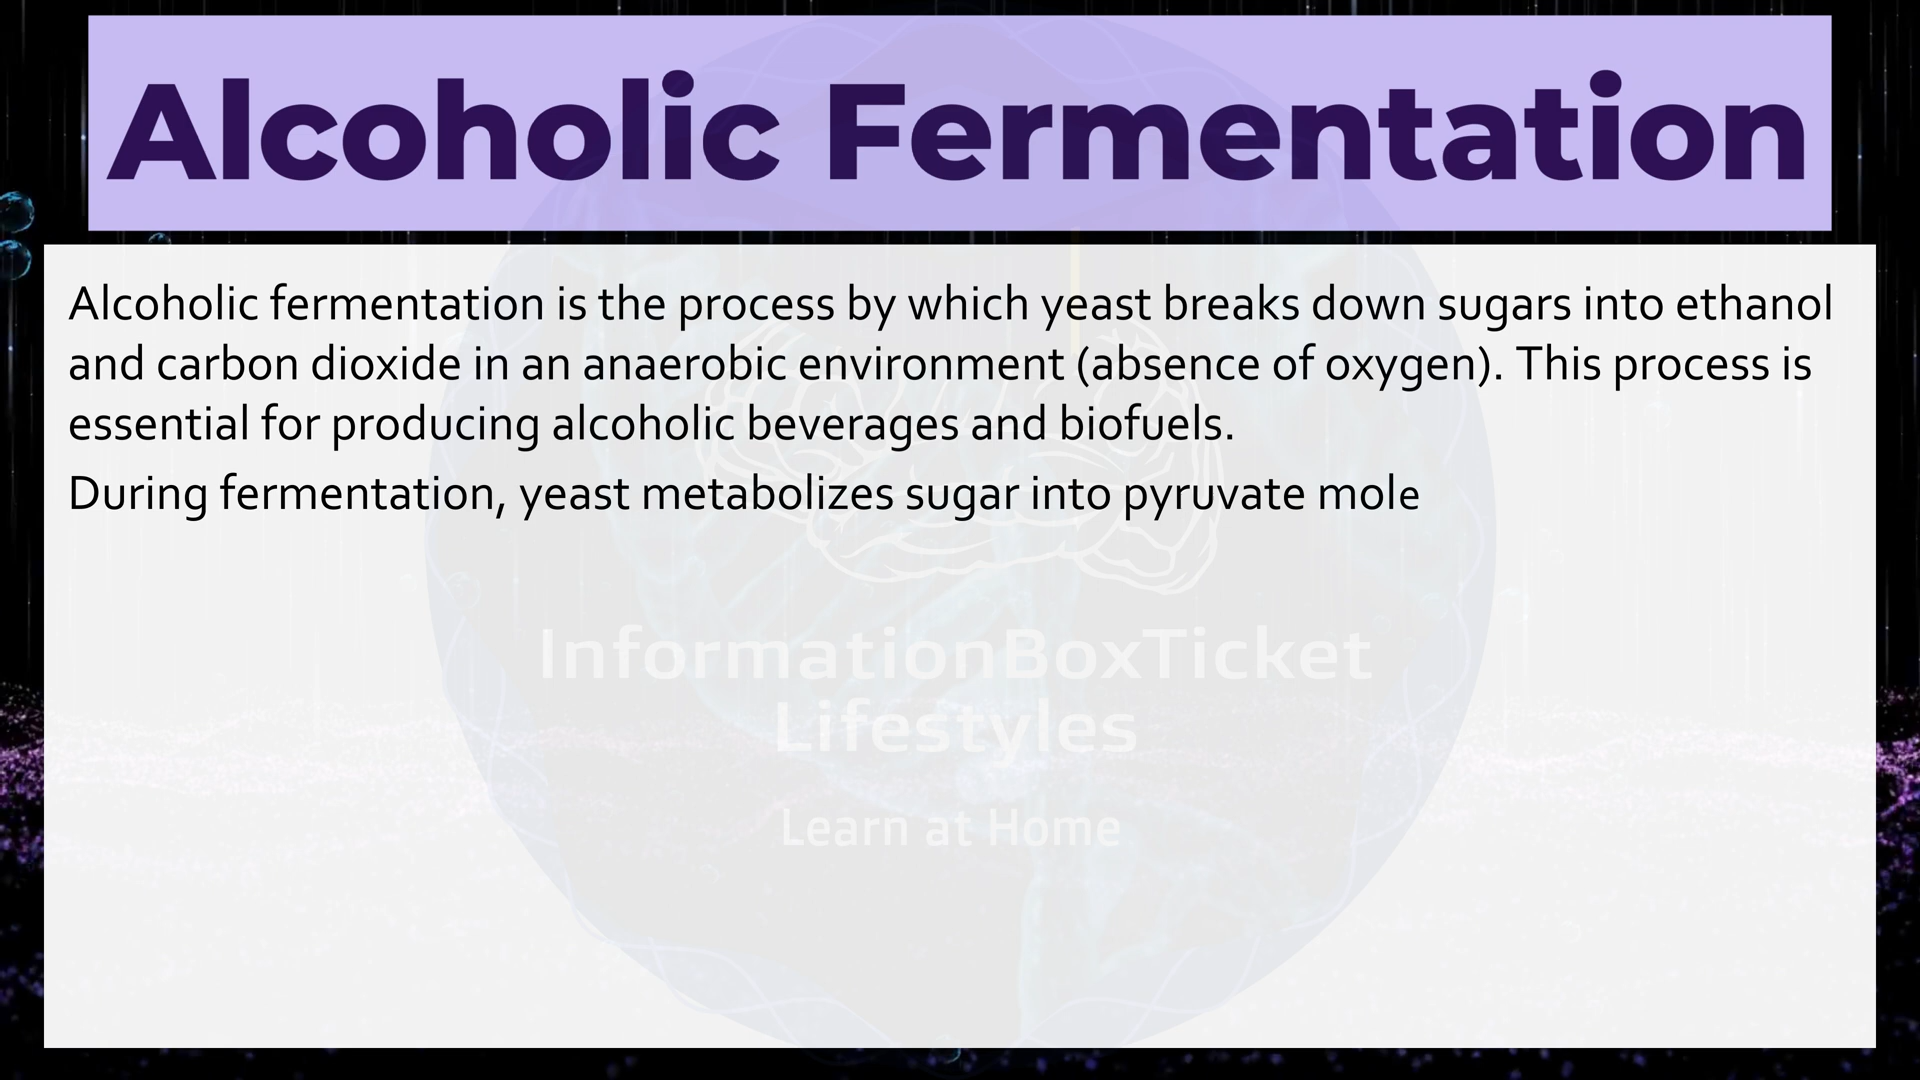 Alcoholic Fermentation
Alcoholic fermentation is the process by which yeast breaks down sugars into ethanol
and carbon dioxide in an anaerobic environment (absence of oxygen). This process is
essential for producing alcoholic beverages and biofuels.
During fermentation, yeast metabolizes sugar into pyruvate mole
InformationBoxTicket
Lifestyles
Learn at Home